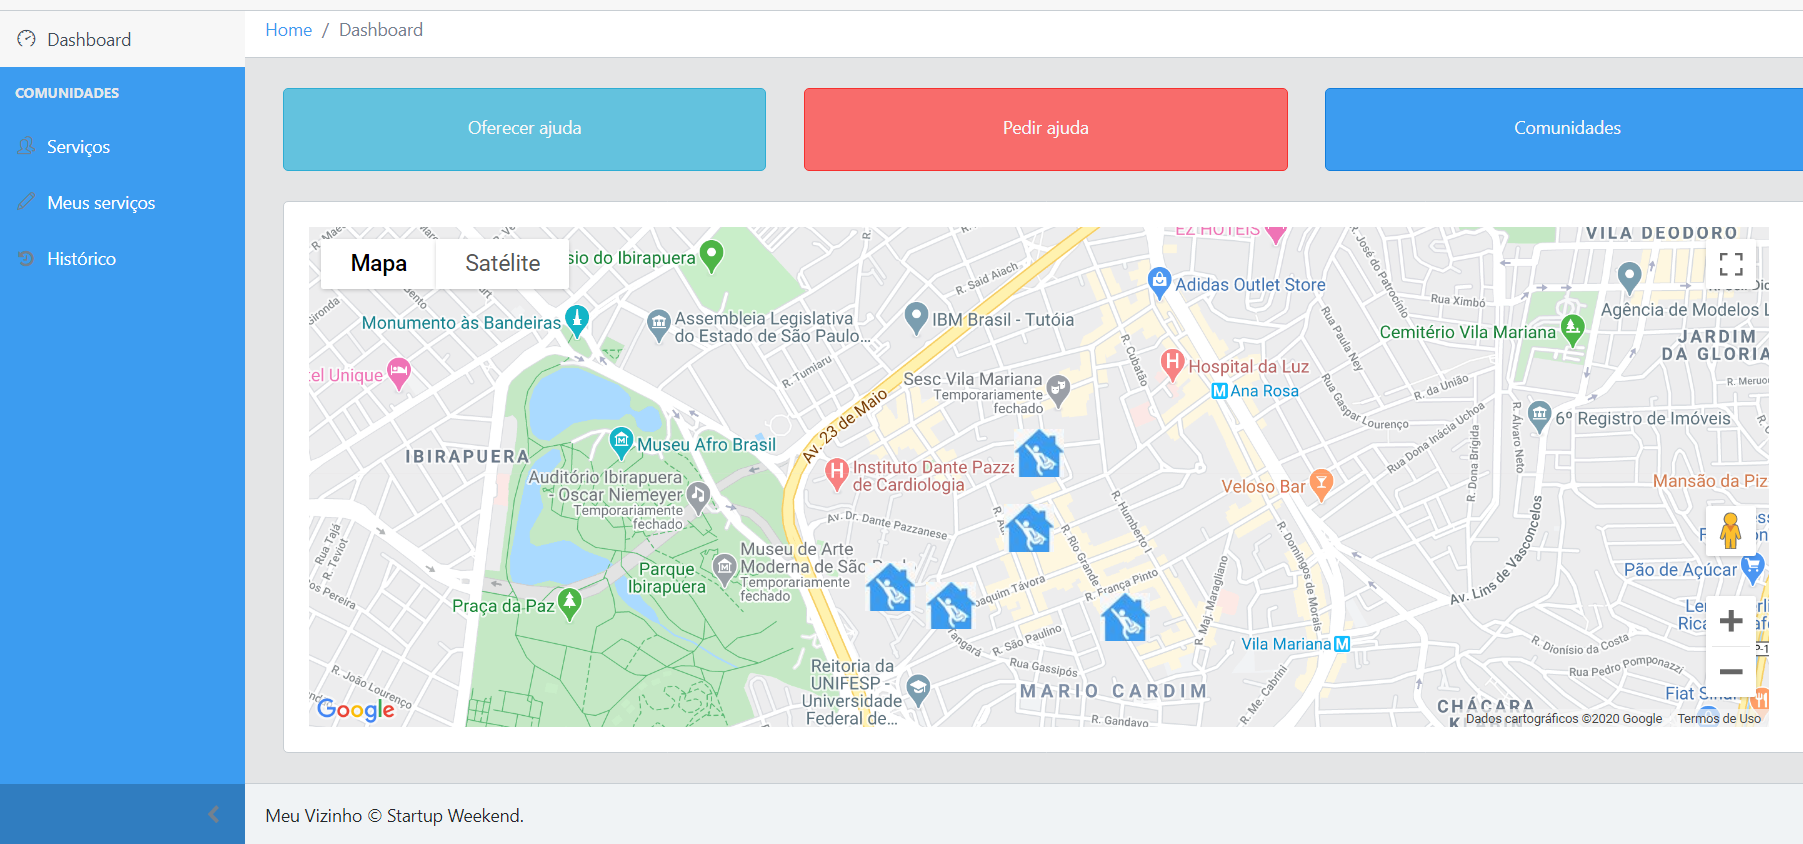 Dashboard
Home / Dashboard
COMUNIDADES
Serviços
Meus serviços
Histórico
Oferecer ajuda
Pedir ajuda
Comunidades
Mapa
Satélite
sio do Ibirapuera
EZ HOTEIS
VILA DEODORO
R. Said Aiach
R. José do Patrocínio
Adidas Outlet Store
Rua Ximbó
Agência de Modelos L
Gironda
Monumento às Bandeiras
Assembleia Legislativa
do Estado de São Paulo...
IBM Brasil - Tutóia
Rua Paula Ney
Cemitério Vila Mariana
JARDIM
DA GLORIA
R. Tumiaru
R. Cubatão
Hospital da Luz
tel Unique
Sesc Vila Mariana
Temporariamente
fechado
Ana Rosa
R. da União
Rua Gaspar Lourenço
6º Registro de Imóveis
Av. 23 de Maio
Museu Afro Brasil
IBIRAPUERA
Rua Dona Inácia Uchoa
R. Dona Brígida
R. Álvaro Neto
Instituto Dante Pazza
de Cardiologia
Auditório Ibirapuera
- Oscar Niemeyer
Temporariamente
fechado
Veloso Bar
Mansão da Piz
Av. Dr. Dante Pazzanese
R. Humberto I
Rua Tajá
R. Teviot
Museu de Arte
Moderna de São
Temporariamente
fechado
Parque
Ibirapuera
R. Rio Grande
R. França Pinto
R. Domingos de Morais
Av. Lins de Vasconcelos
Pão de Açúcar
Praça da Paz
oaquim Távora
R. Maj. Maragliano
R. São Paulino
Vila Mariana
R. Dionísio da Costa
Rua Pedro Pomponazzi
Reitoria da
UNIFESP -
Universidade
Federal de...
Rua Gassipós
R. João Lourenço
MARIO CARDIM
R. Me. Cabrini
R. Gandavo
CHÁCARA
Google
Dados cartográficos ©2020 Google
Termos de Uso
Meu Vizinho © Startup Weekend.